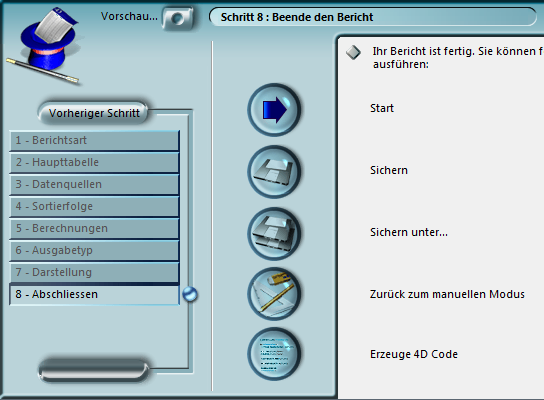 Vorschau...
Schritt 8 : Beende den Bericht
Vorheriger Schritt
1 - Berichtsart
2 - Haupttabelle
3 - Datenquellen
4 - Sortierfolge
5 - Berechnungen
6 - Ausgabetyp
7 - Darstellung
8 - Abschliessen
Ihr Bericht ist fertig. Sie können f
ausführen:
Start
Sichern
Sichern unter...
Zurück zum manuellen Modus
Erzeuge 4D Code